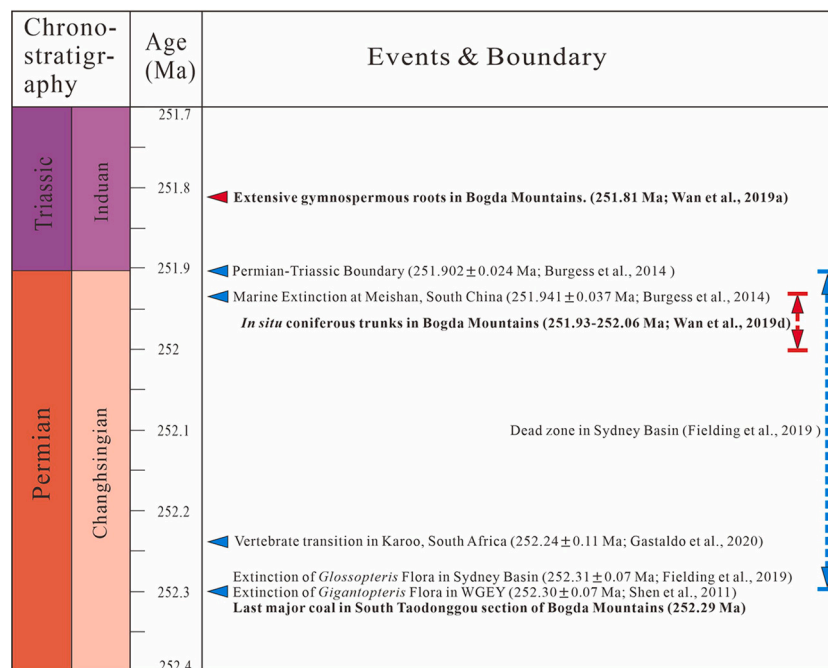 Chrono-
stratigr-
aphy
Age
(Ma)
Events & Boundary
Triassic
Induan
Permian
Changhsingian
251.7
251.8
251.9
252
252.1
252.2
252.3
252.4
Extensive gymnospermous roots in Bogda Mountains. (251.81 Ma; Wan et al., 2019a)
Permian-Triassic Boundary (251.902±0.024 Ma; Burgess et al., 2014 )
Marine Extinction at Meishan, South China (251.941±0.037 Ma; Burgess et al., 2014)
In situ coniferous trunks in Bogda Mountains (251.93-252.06 Ma; Wan et al., 2019d)
Dead zone in Sydney Basin (Fielding et al., 2019 )
Vertebrate transition in Karoo, South Africa (252.24±0.11 Ma; Gastaldo et al., 2020)
Extinction of Glossopteris Flora in Sydney Basin (252.31±0.07 Ma; Fielding et al., 2019)
Extinction of Gigantopteris Flora in WGEY (252.30±0.07 Ma; Shen et al., 2011)
Last major coal in South Taodonggou section of Bogda Mountains (252.29 Ma)